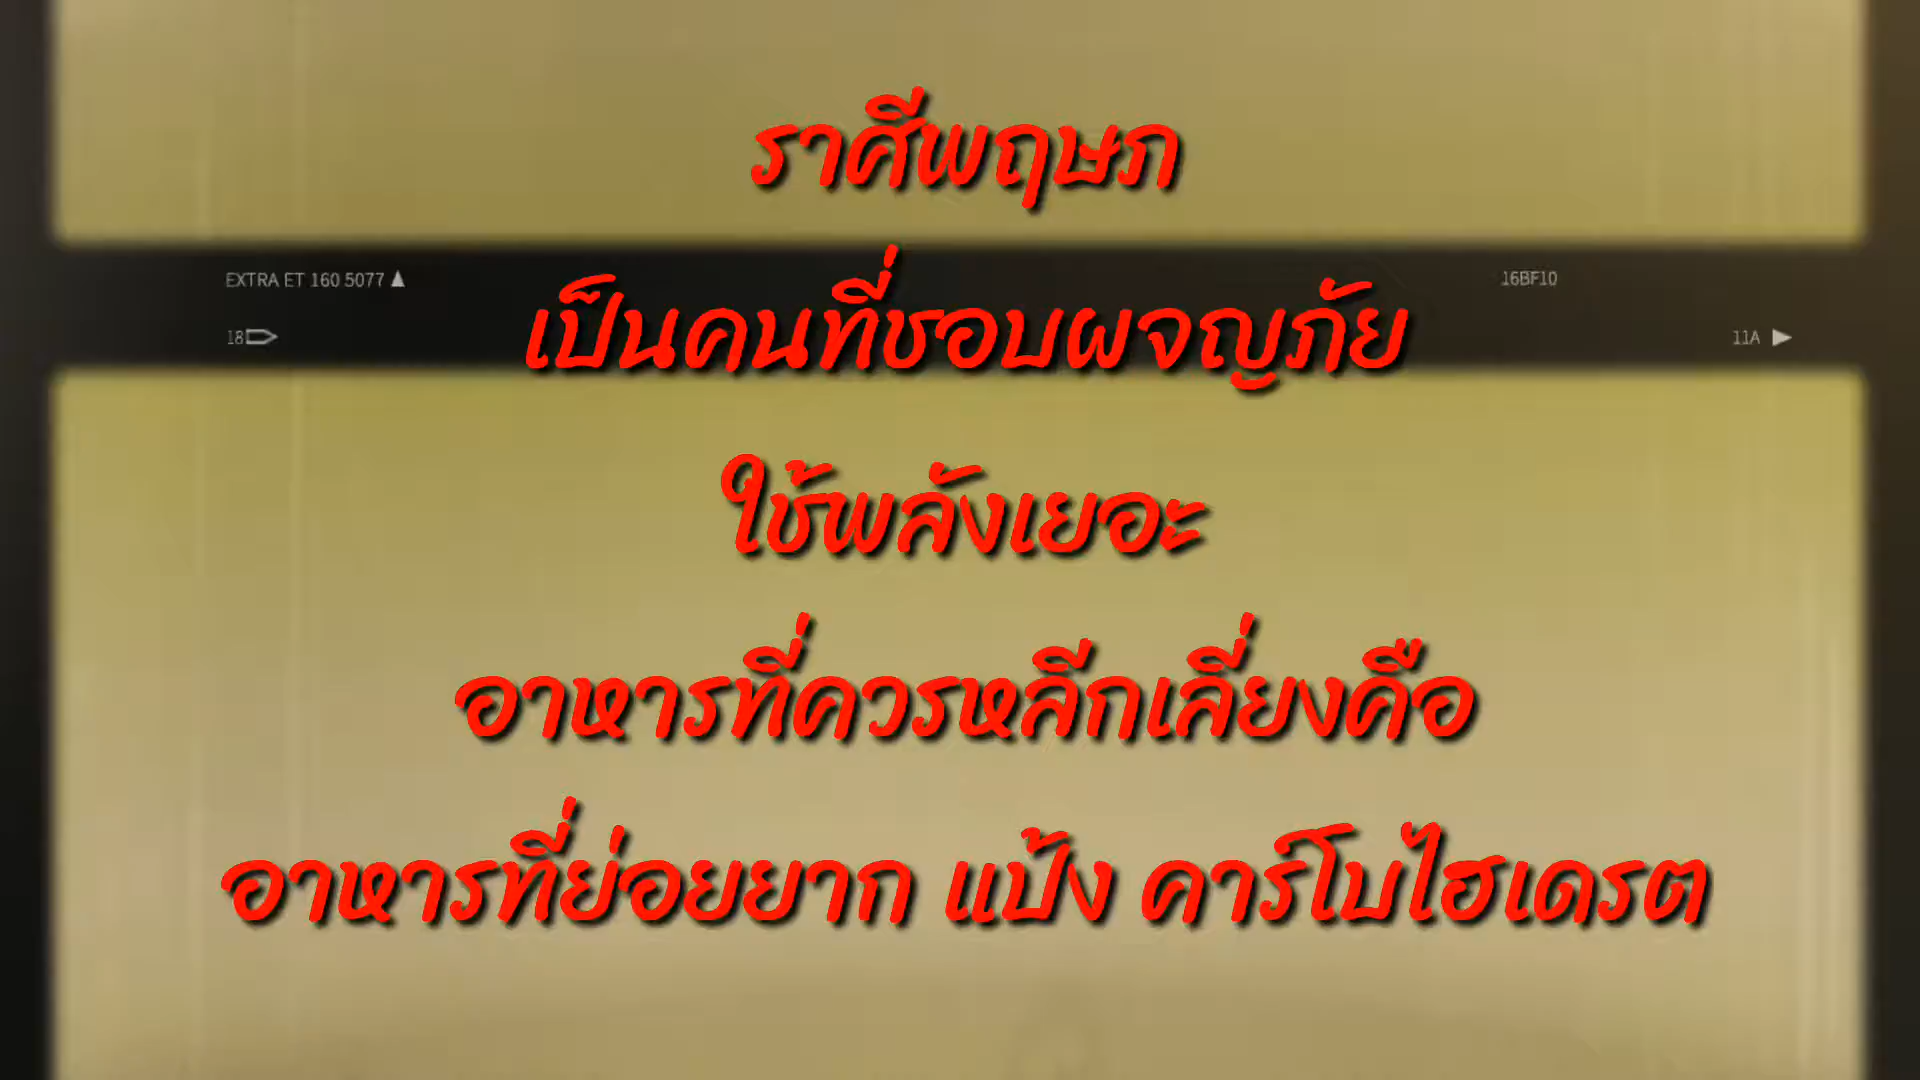 ราศีพฤษภ
EXTRA ET 160 5077 ▲
16BF10
เป็นคนที่ชอบผจญภัย
18
11A ▶
ใช้พลังเยอะ
อาหารที่ควรหลีกเลี่ยงคือ
อาหารที่ย่อยยาก แป้ง คาร์โบไฮเดรต